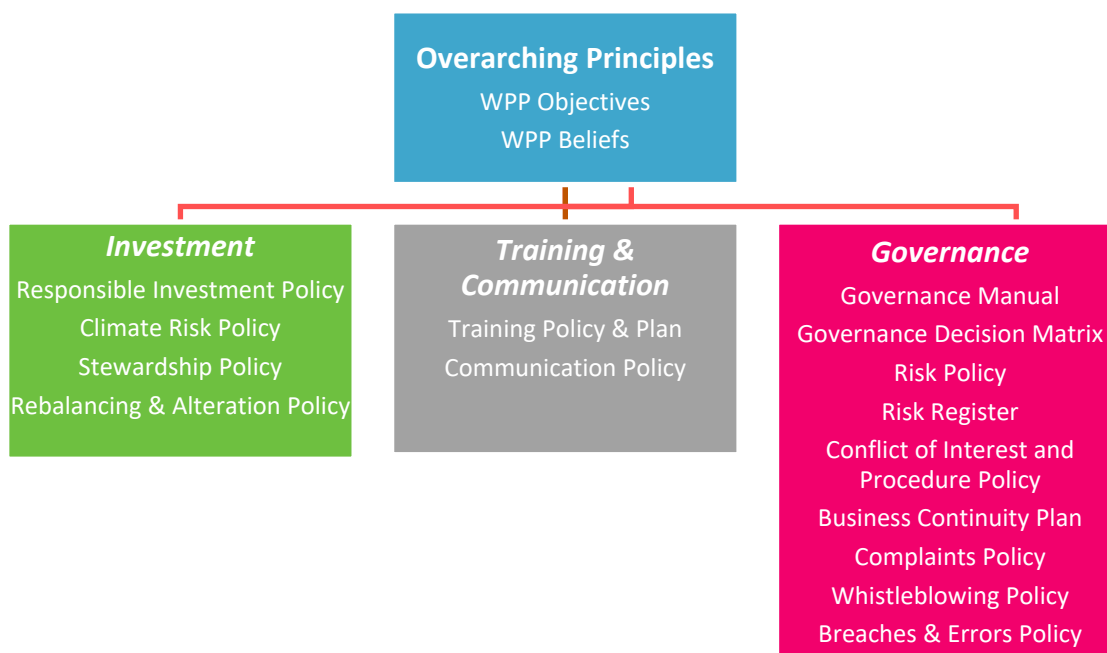 Overarching Principles
WPP Objectives
WPP Beliefs
Investment
Responsible Investment Policy
Climate Risk Policy
Stewardship Policy
Rebalancing & Alteration Policy
Training &
Communication
Training Policy & Plan
Communication Policy
Governance
Governance Manual
Governance Decision Matrix
Risk Policy
Risk Register
Conflict of Interest and
Procedure Policy
Business Continuity Plan
Complaints Policy
Whistleblowing Policy
Breaches & Errors Policy